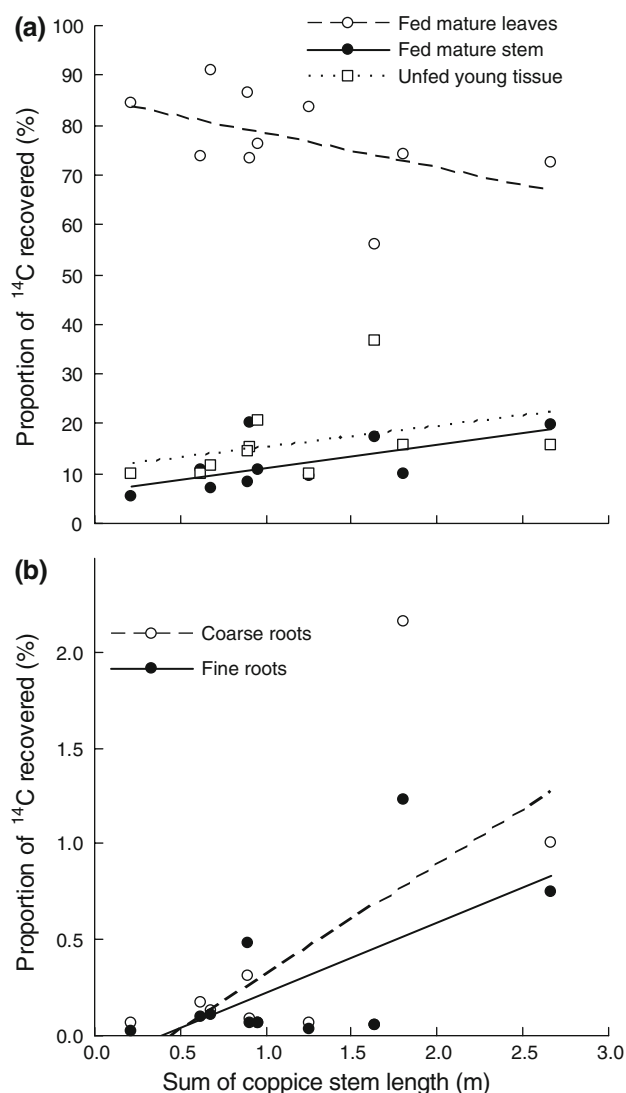 (a)
100
90
80
70
60
50
40
30
20
10
0
Proportion of ¹⁴C recovered (%)
Fed mature leaves
Fed mature stem
Unfed young tissue
(b)
2.0
1.5
1.0
0.5
0.0
Proportion of ¹⁴C recovered (%)
Coarse roots
Fine roots
0.0 0.5 1.0 1.5 2.0 2.5 3.0
Sum of coppice stem length (m)